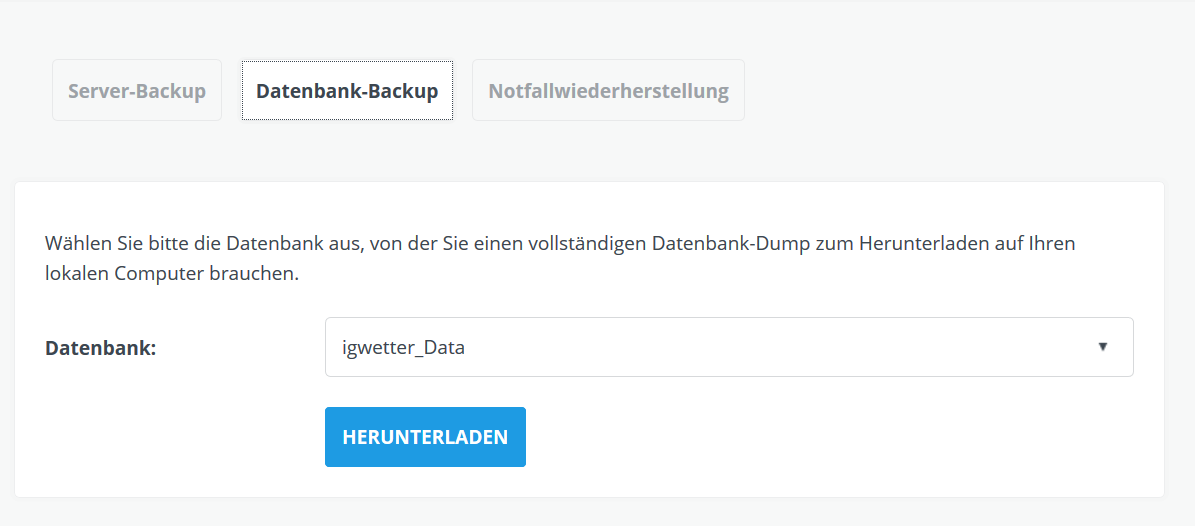 Server-Backup
Datenbank-Backup
Notfallwiederherstellung
Wählen Sie bitte die Datenbank aus, von der Sie einen vollständigen Datenbank-Dump zum Herunterladen auf Ihren
lokalen Computer brauchen.
Datenbank:
igwetter_Data
HERUNTERLADEN